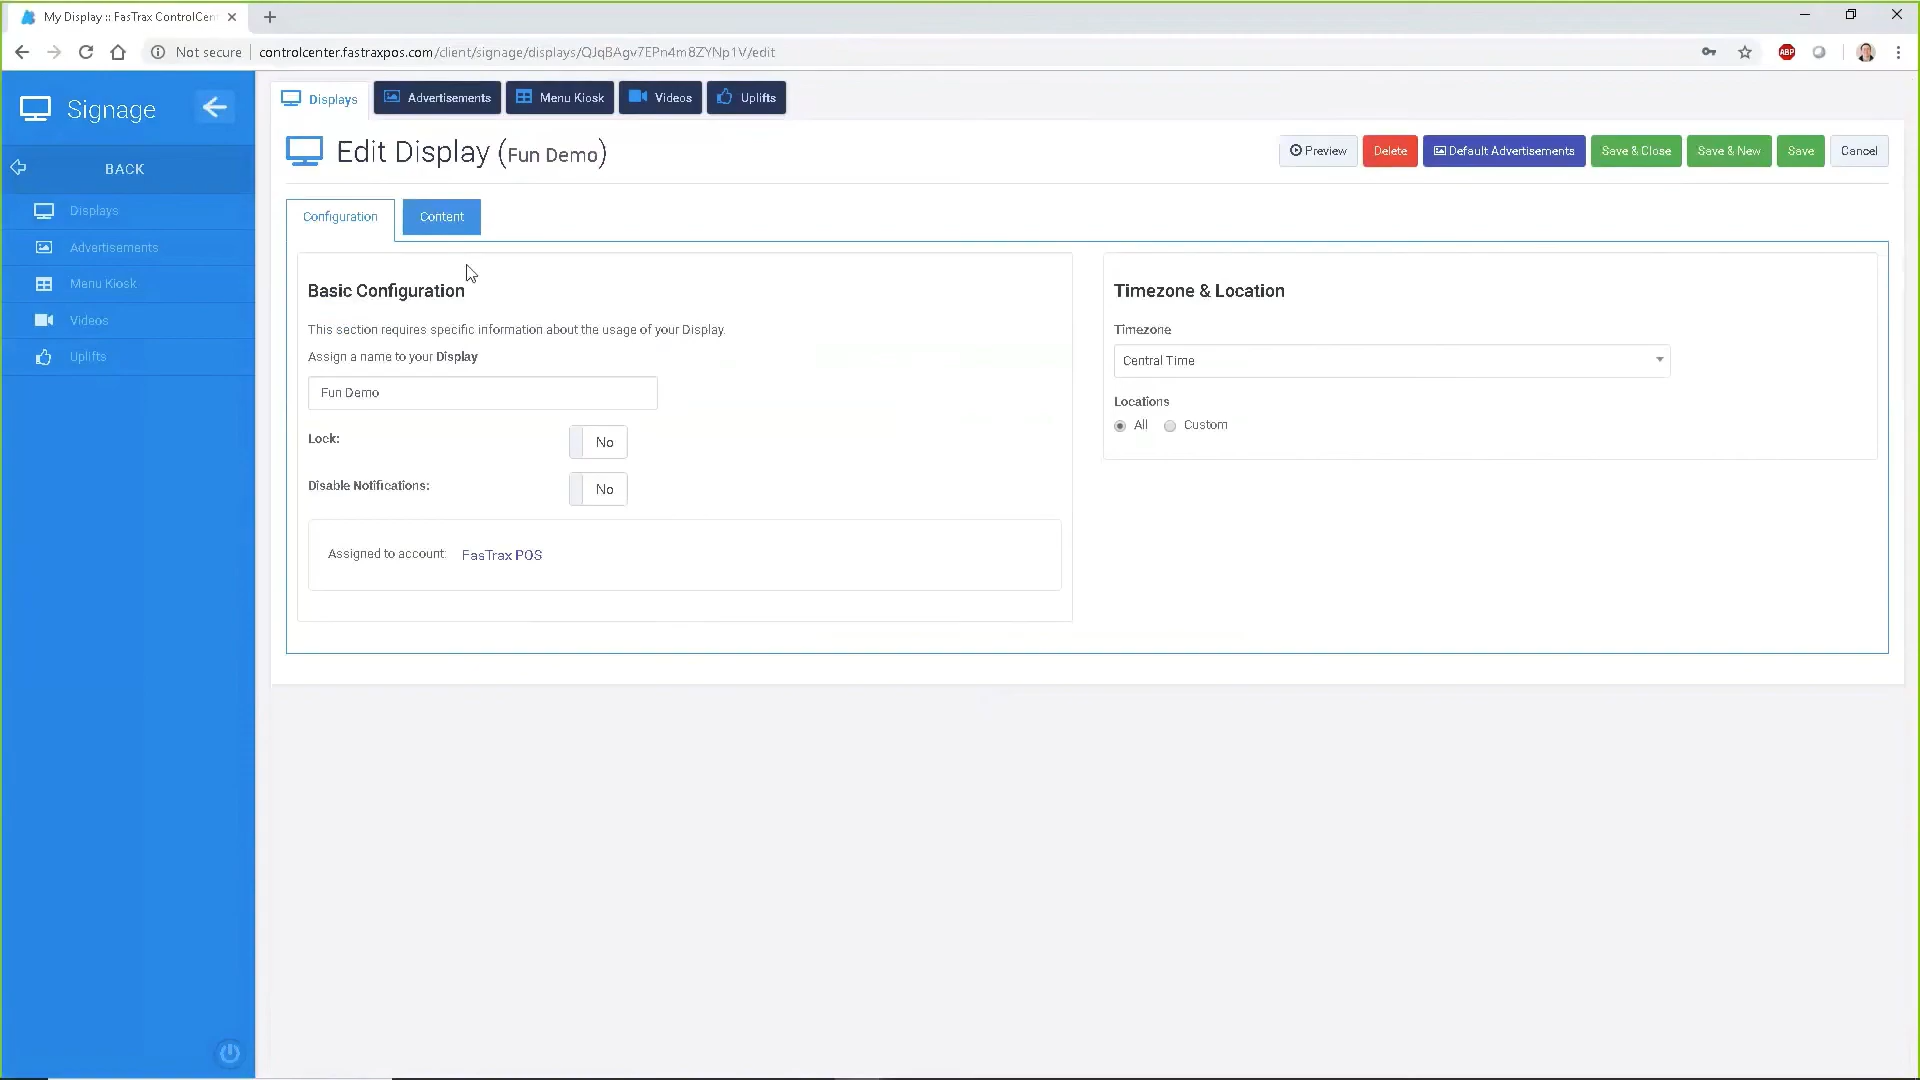 My Display :: FasTrax ControlCen
Not secure controlcenter.fastraxpos.com/client/signage/displays/QJqBAgv7EPn4m8ZYNp1V/edit
ABP
Signage
BACK
Displays
Advertisements
Menu Kiosk
Videos
Uplifts
Displays
Advertisements
Menu Kiosk
Videos
Uplifts
Edit Display (Fun Demo)
Preview
Delete
Default Advertisements
Save & Close
Save & New
Save
Cancel
Configuration
Content
Basic Configuration
This section requires specific information about the usage of your Display.
Assign a name to your Display
Fun Demo
Lock:
No
Disable Notifications:
No
Assigned to account: FasTrax POS
Timezone & Location
Timezone
Central Time
Locations
All
Custom